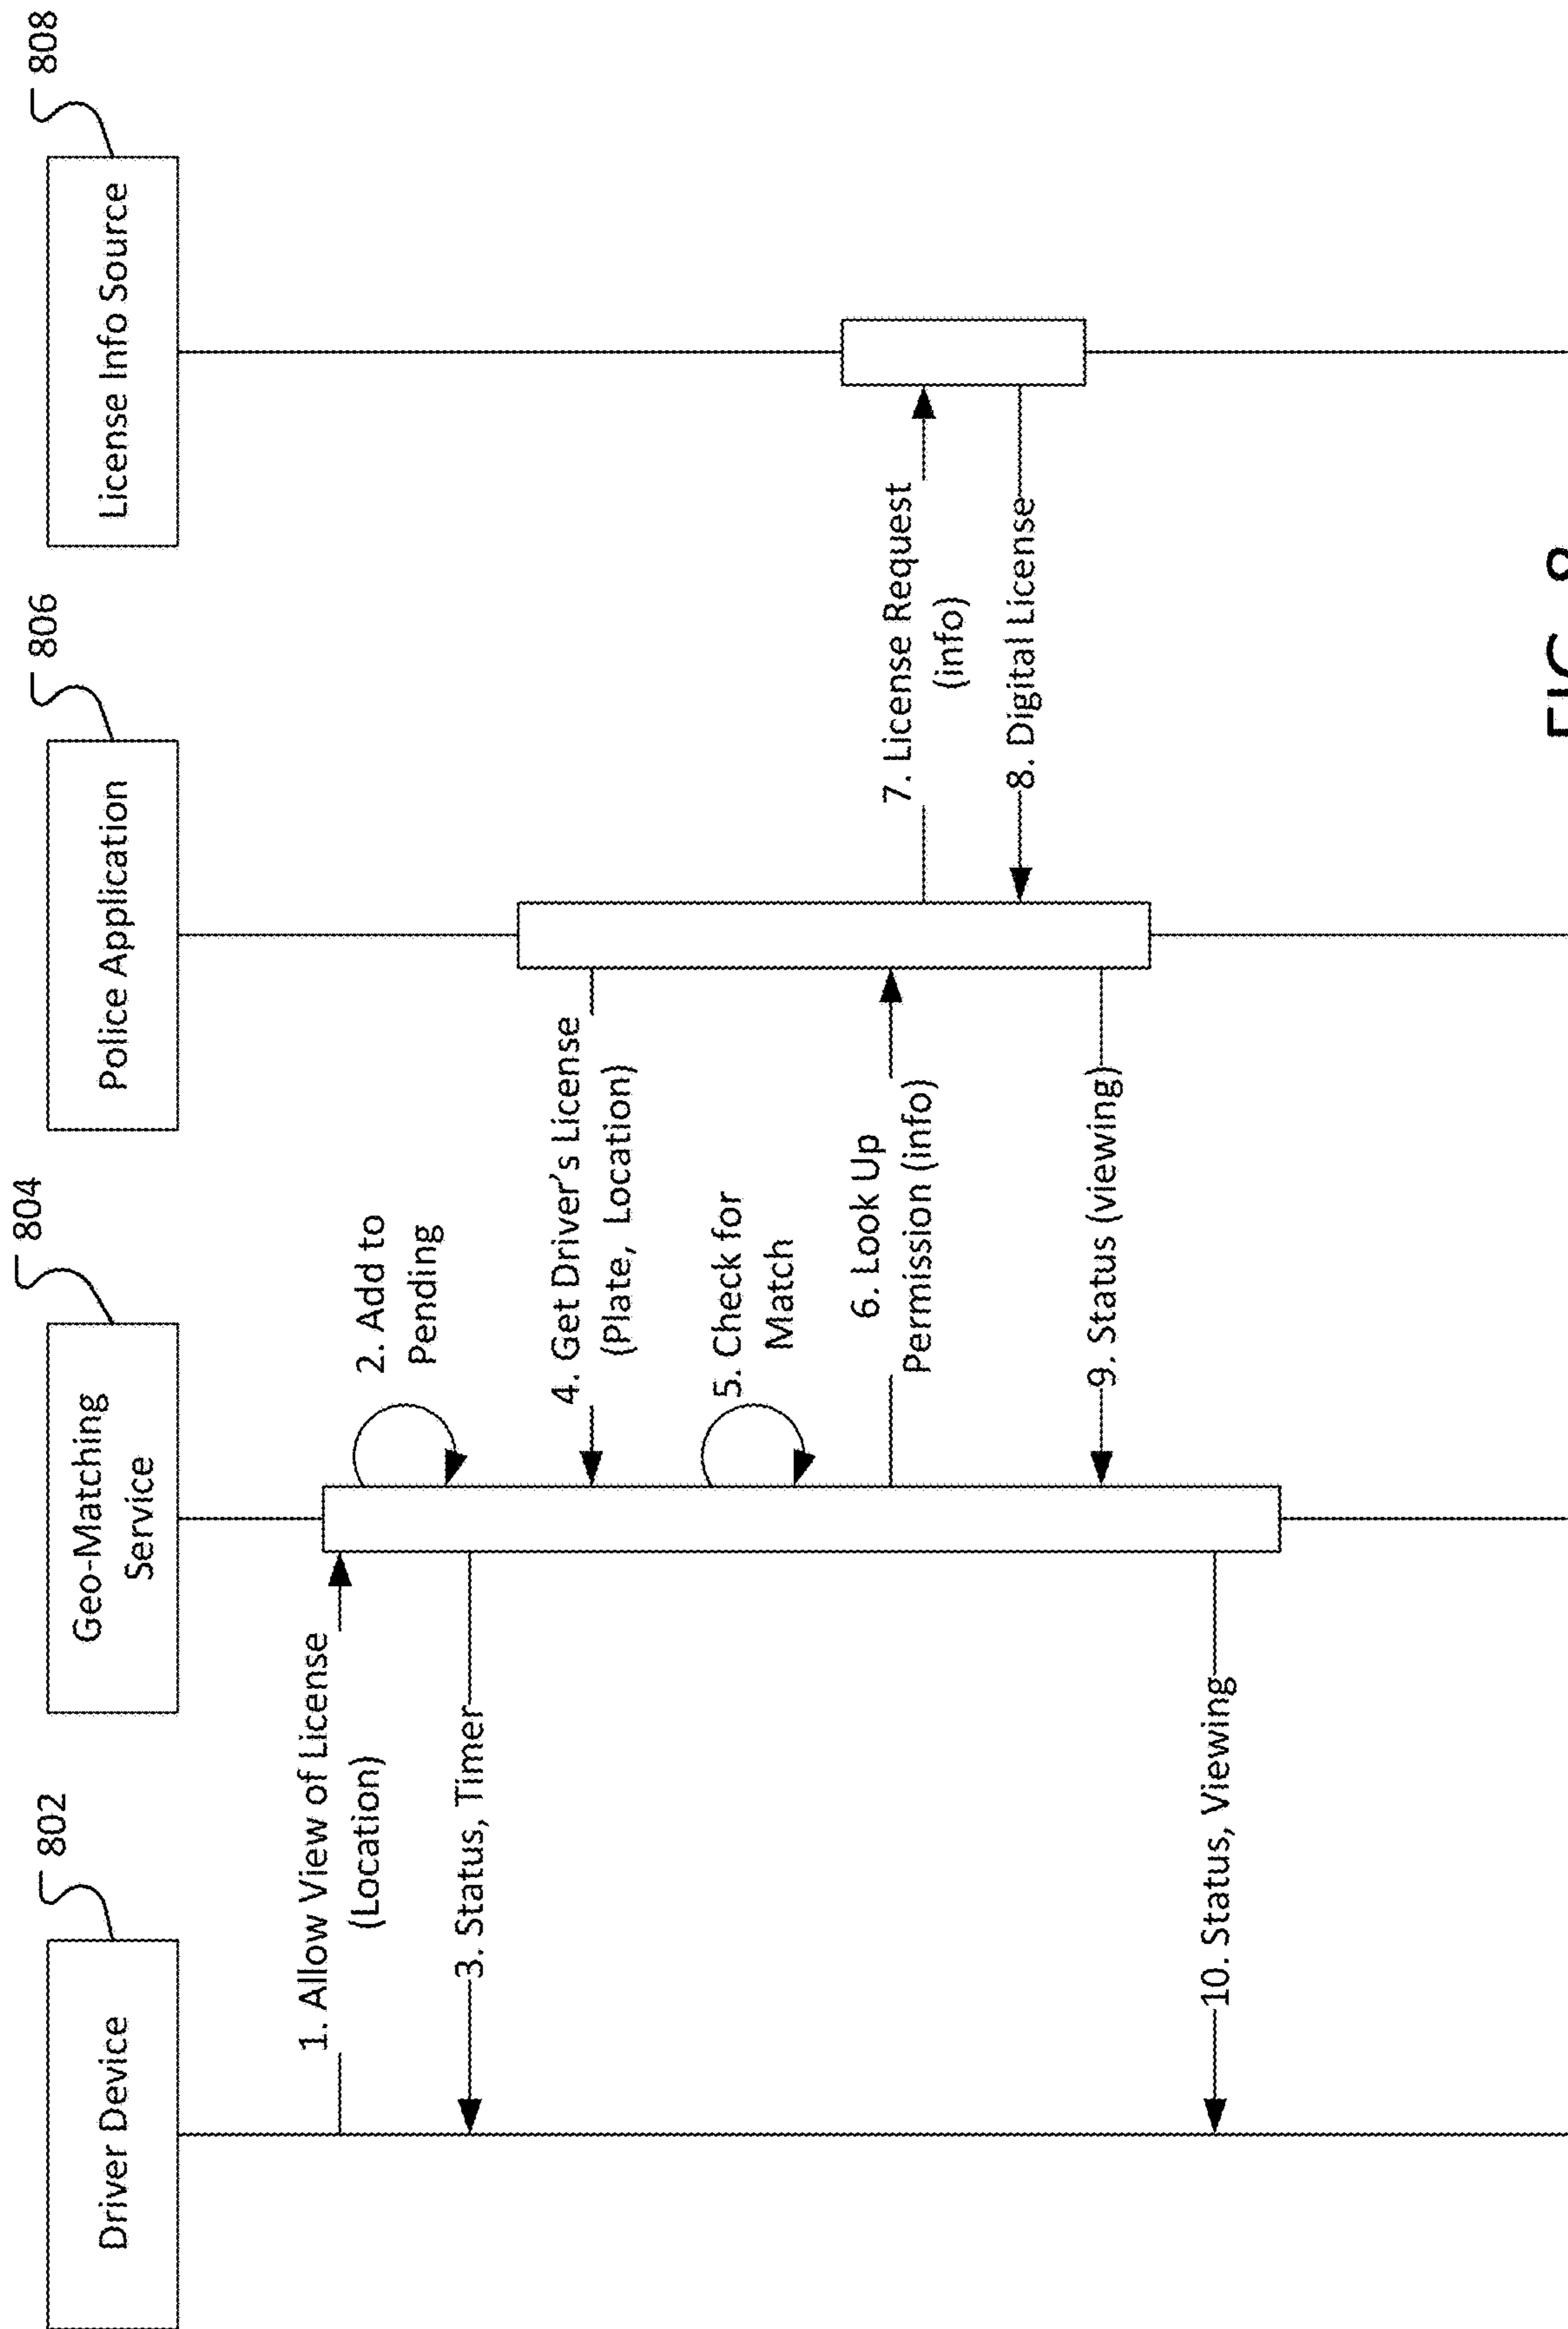 802
804
806
808
Driver Device
Geo-Matching
Service
Police Application
License Info Source
1. Allow View of License
(Location)
2. Add to
Pending
3. Status, Timer
4. Get Driver's License
(Plate, Location)
5. Check for
Match
6. Look Up
Permission (info)
7. License Request
(info)
8. Digital License
9. Status (viewing)
10. Status, Viewing
FIG. 8